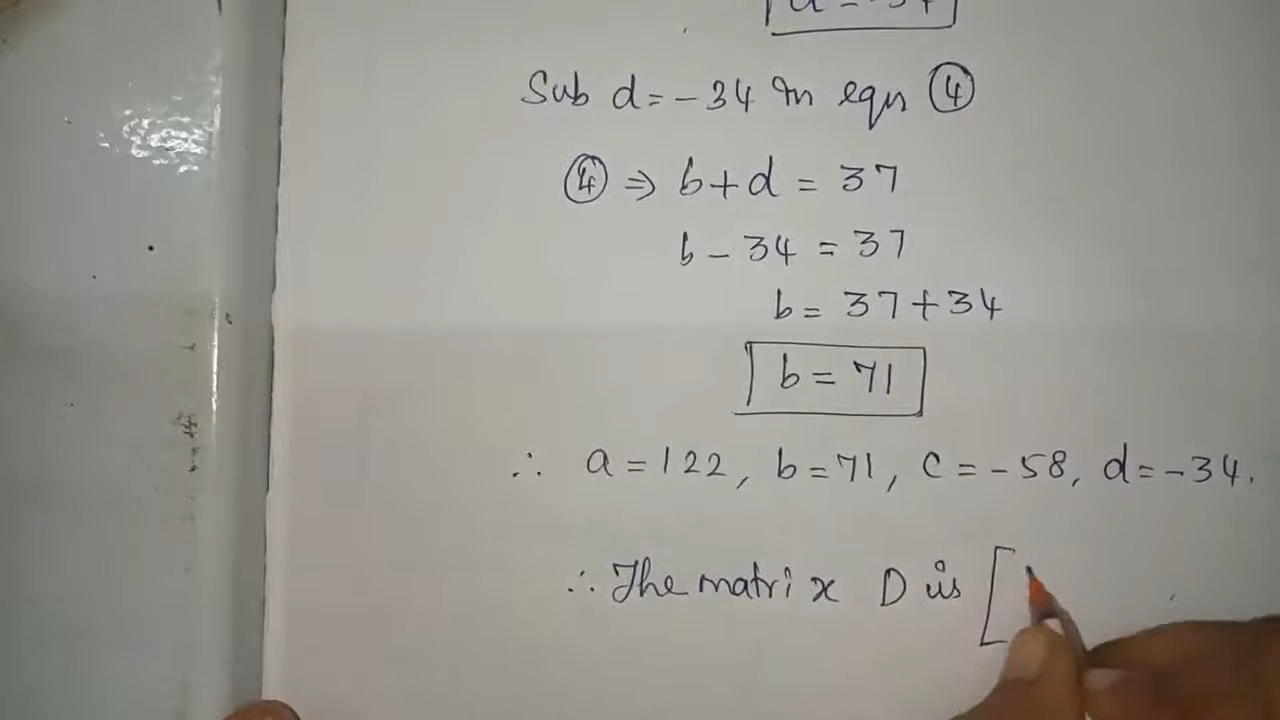 d = -34
Sub d = -34 in eqn ④
④ ⇒ b+d = 37
b - 34 = 37
b = 37+34
b = 71
∴ a = 122, b = 71, c = -58, d = -34.
∴ The matrix D is [